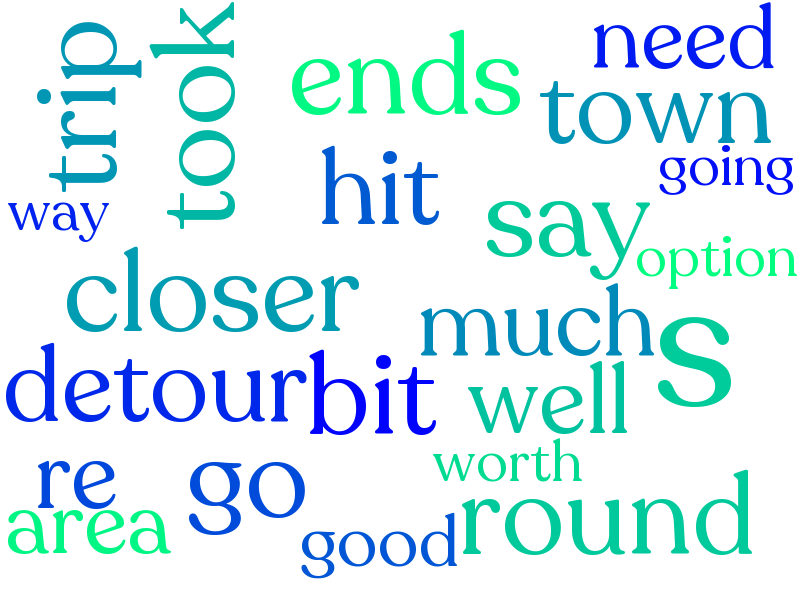 trip
took
ends
need
town
going
way
hit
say
option
closer
much
s
detour
bit
well
re
go
worth
area
good
round